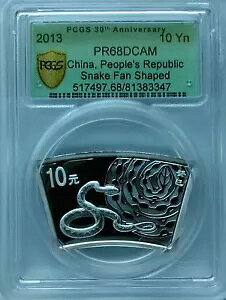 PCGS 30th Anniversary
2013 10 Yn
PR68DCAM
China, People's Republic
Snake Fan Shaped
517497.68/81383347
PCGS
10元